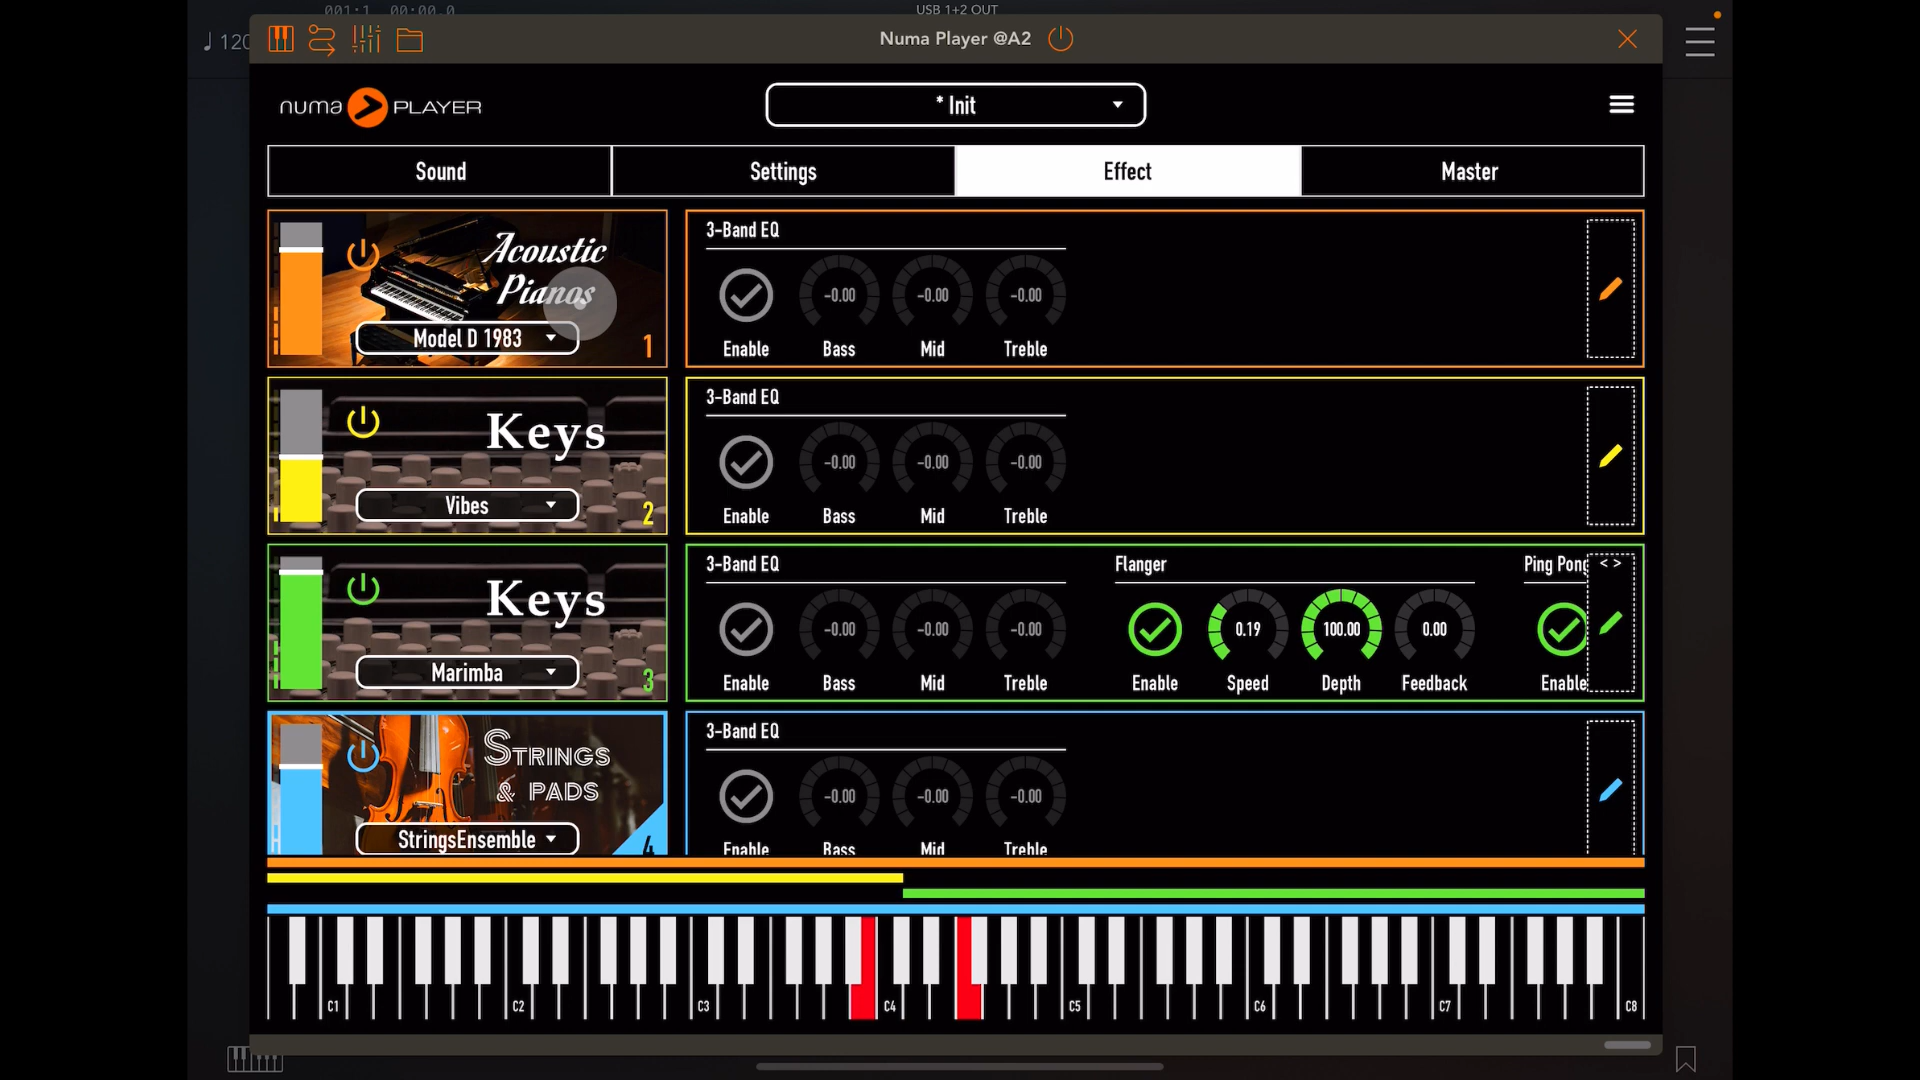 001:1 00:00.0
USB 1+2 OUT
120
Numa Player @A2
numa PLAYER
* Init
Sound
Settings
Effect
Master
Acoustic
Pianos
Model D 1983
1
3-Band EQ
-0.00
-0.00
-0.00
Enable
Bass
Mid
Treble
Keys
Vibes
2
3-Band EQ
-0.00
-0.00
-0.00
Enable
Bass
Mid
Treble
Keys
Marimba
3
3-Band EQ
-0.00
-0.00
-0.00
Enable
Bass
Mid
Treble
Flanger
0.19
100.00
0.00
Enable
Speed
Depth
Feedback
Ping Pong
< >
Enable
STRINGS
& PADS
StringsEnsemble
4
3-Band EQ
-0.00
-0.00
-0.00
Enable
Bass
Mid
Treble
C1
C2
C3
C4
C5
C6
C7
C8